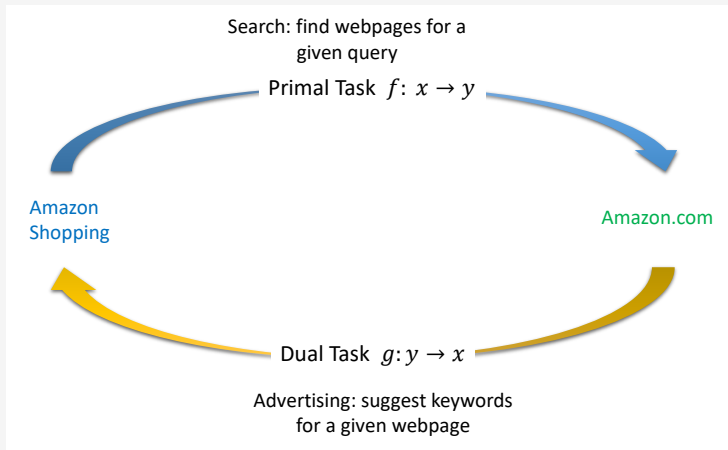 Search: find webpages for a
given query
Primal Task f: x → y
Amazon
Shopping
Amazon.com
Dual Task g: y → x
Advertising: suggest keywords
for a given webpage